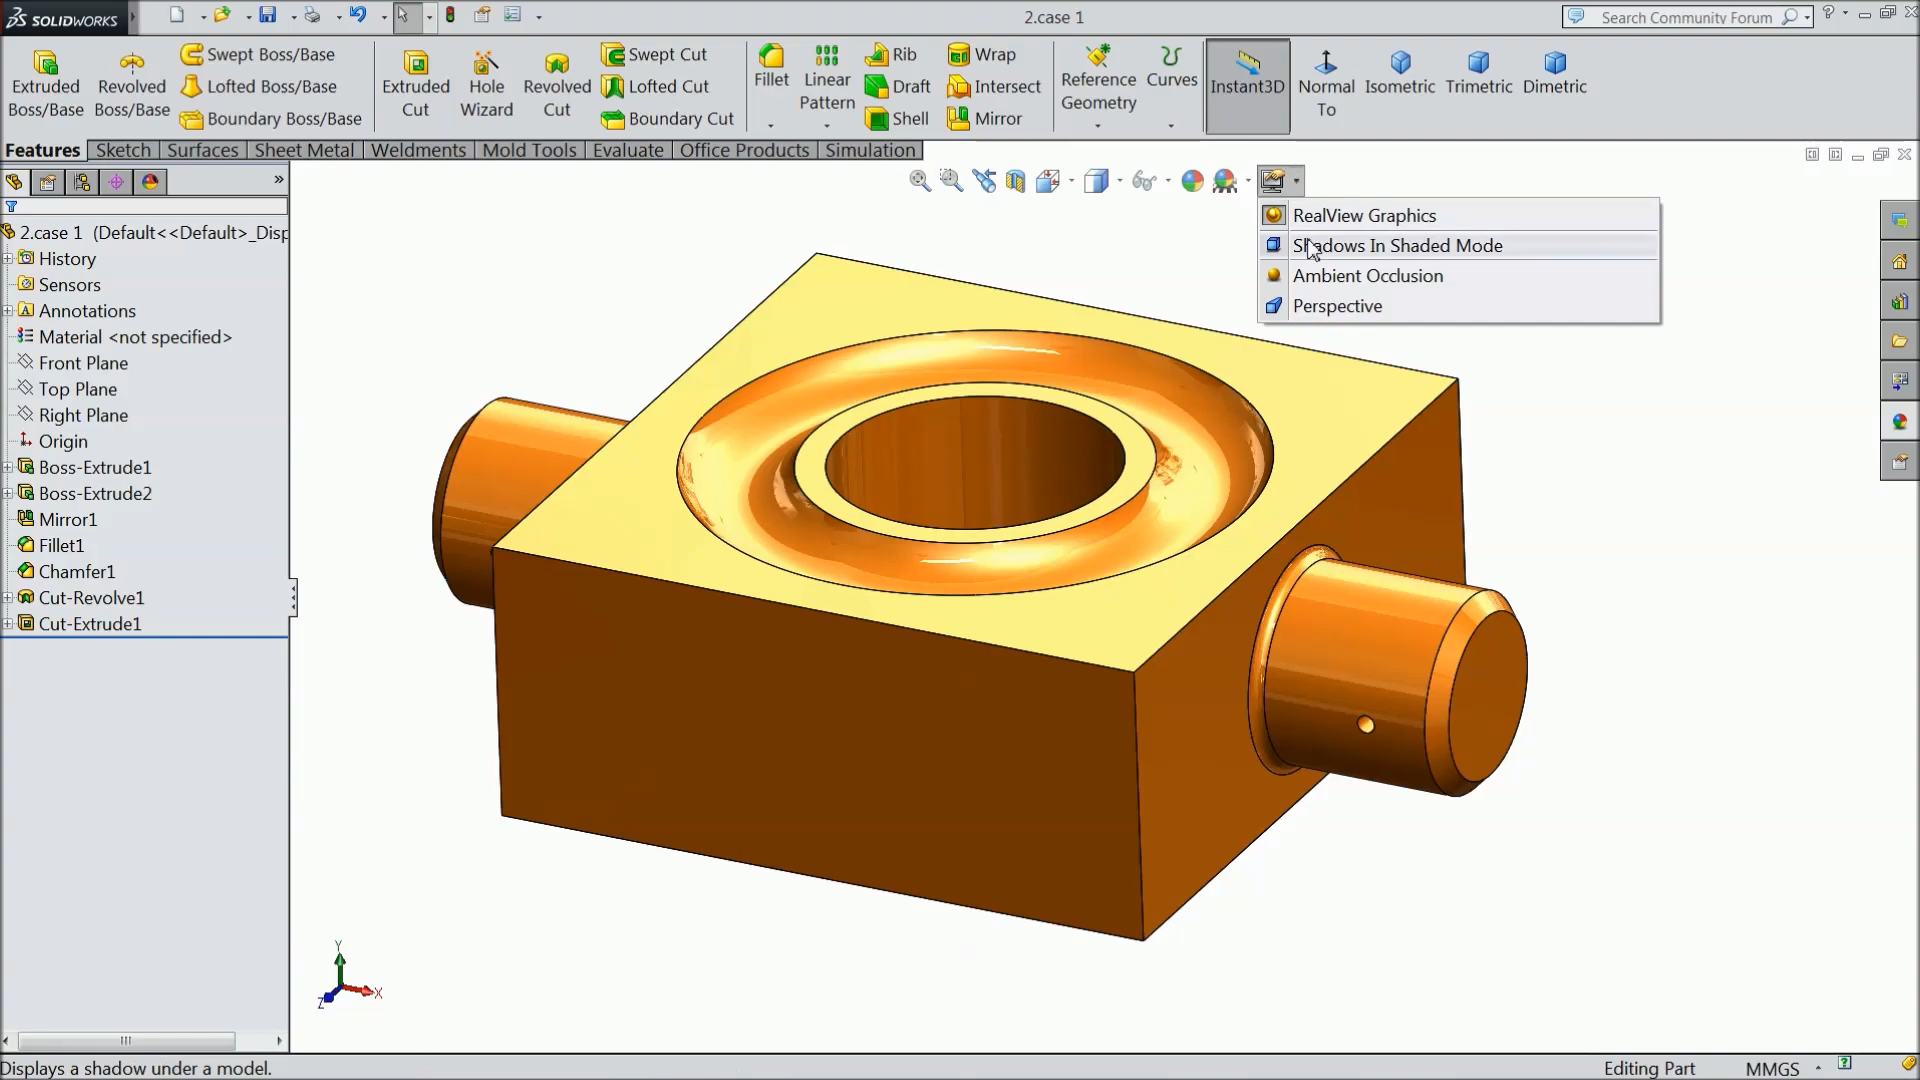 SOLIDWORKS
2.case 1
Search Community Forum
?
Extruded
Boss/Base
Revolved
Boss/Base
Swept Boss/Base
Lofted Boss/Base
Boundary Boss/Base
Extruded
Cut
Hole
Wizard
Revolved
Cut
Swept Cut
Lofted Cut
Boundary Cut
Fillet
Linear
Pattern
Rib
Draft
Shell
Wrap
Intersect
Mirror
Reference
Geometry
Curves
Instant3D
Normal
To
Isometric
Trimetric
Dimetric
Features
Sketch
Surfaces
Sheet Metal
Weldments
Mold Tools
Evaluate
Office Products
Simulation
»
2.case 1 (Default<<Default>_Disp
History
Sensors
Annotations
Material <not specified>
Front Plane
Top Plane
Right Plane
Origin
Boss-Extrude1
Boss-Extrude2
Mirror1
Fillet1
Chamfer1
Cut-Revolve1
Cut-Extrude1
RealView Graphics
Shadows In Shaded Mode
Ambient Occlusion
Perspective
Y
X
Z
Displays a shadow under a model.
Editing Part
MMGS
?